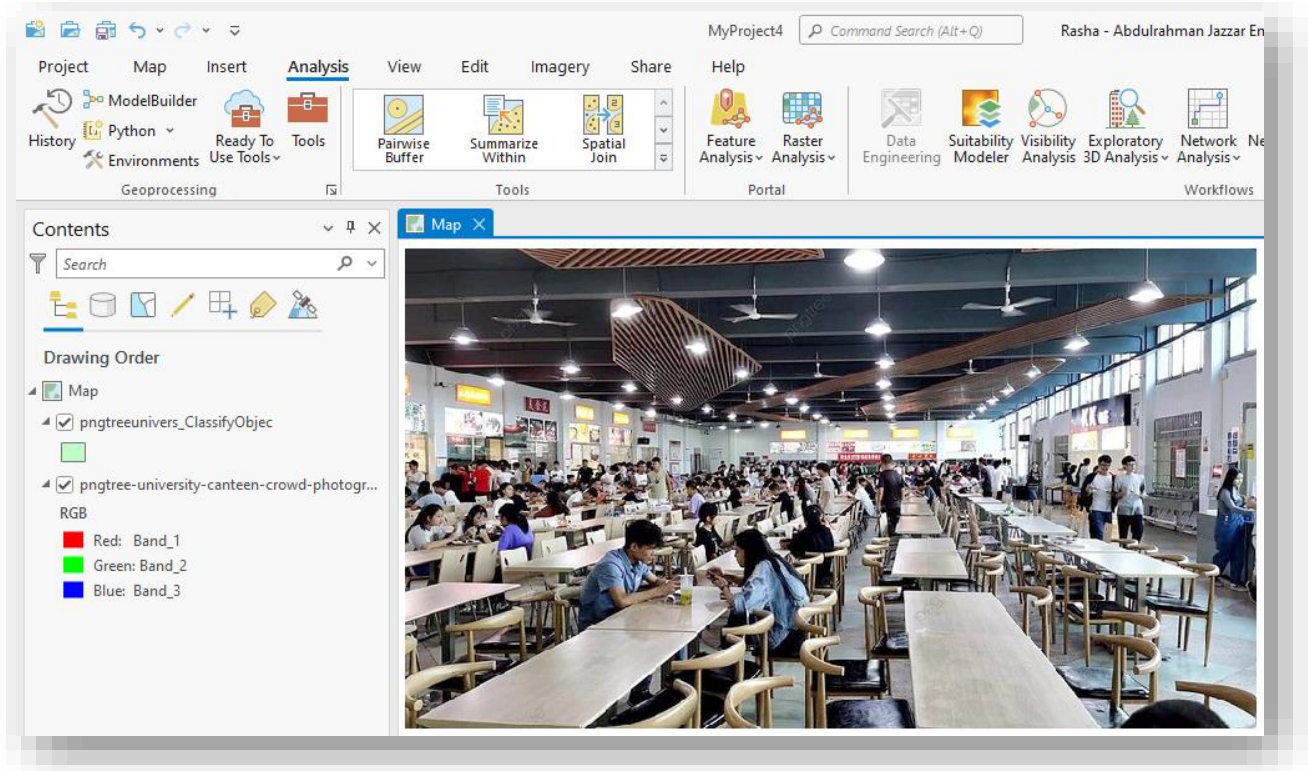 MyProject4
Command Search (Alt+Q)
Rasha - Abdulrahman Jazzar En
Project Map Insert Analysis View Edit Imagery Share Help
History
ModelBuilder
Python
Environments
Ready To
Use Tools
Tools
Geoprocessing
Pairwise
Buffer
Summarize
Within
Spatial
Join
Tools
Feature
Analysis
Raster
Analysis
Portal
Data
Engineering
Suitability
Modeler
Visibility
Analysis
Exploratory
3D Analysis
Network
Analysis
Ne
Workflows
Contents
Search
Drawing Order
Map
pngtreeunivers_ClassifyObjec
pngtree-university-canteen-crowd-photogr...
RGB
Red: Band_1
Green: Band_2
Blue: Band_3
Map
pngtree